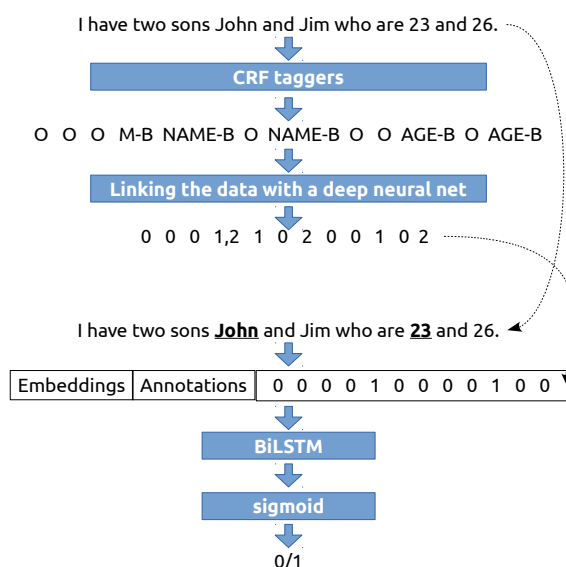 I have two sons John and Jim who are 23 and 26.
CRF taggers
O O O M-B NAME-B O NAME-B O O AGE-B O AGE-B
Linking the data with a deep neural net
0 0 0 1,2 1 0 2 0 0 1 0 2
I have two sons John and Jim who are 23 and 26.
Embeddings Annotations 0 0 0 0 1 0 0 0 0 1 0 0
BiLSTM
sigmoid
0/1